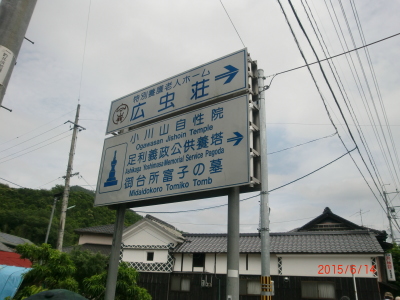 特別養護老人ホーム
広虫荘
小川山自性院
Ogawasan Jishoin Temple
足利義政公供養塔
Ashikaga Yoshimasa Memorial Service Pagoda
御台所富子の墓
Midaidokoro Tomiko Tomb
2015/6/14